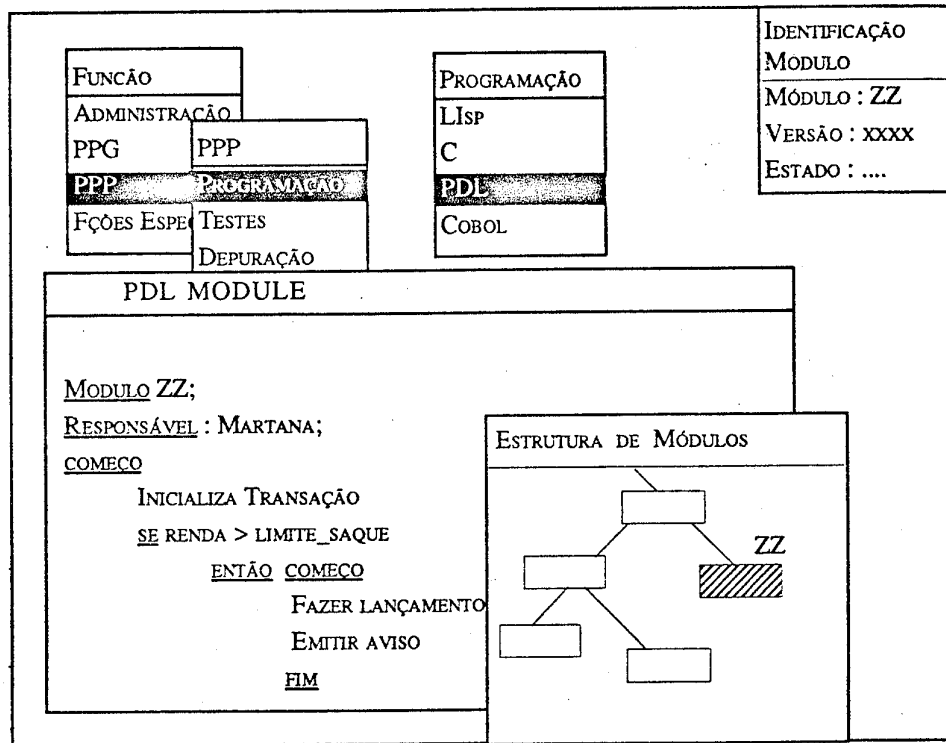 FUNCÃO
ADMINISTRAÇÃO
PPG
PPP
FÇÕES ESPE
PPP
PROGRAMAÇÃO
TESTES
DEPURAÇÃO
PROGRAMAÇÃO
LISP
C
PDL
COBOL
IDENTIFICAÇÃO
MODULO
MÓDULO : ZZ
VERSÃO : XXXX
ESTADO : ....
PDL MODULE
MODULO ZZ;
RESPONSÁVEL : MARTANA;
COMEÇO
INICIALIZA TRANSAÇÃO
SE RENDA > LIMITE_SAQUE
ENTÃO COMEÇO
FAZER LANÇAMENTO
EMITIR AVISO
FIM
ESTRUTURA DE MÓDULOS
ZZ